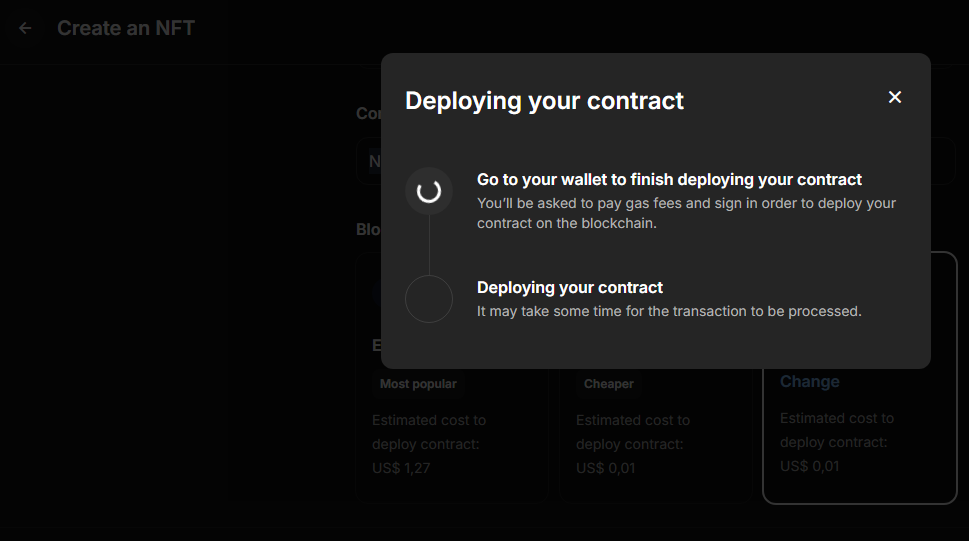 Create an NFT
Deploying your contract
Go to your wallet to finish deploying your contract
You'll be asked to pay gas fees and sign in order to deploy your
contract on the blockchain.
Deploying your contract
It may take some time for the transaction to be processed.
Most popular
Cheaper
Change
Estimated cost to
deploy contract:
US$ 1,27
Estimated cost to
deploy contract:
US$ 0,01
Estimated cost to
deploy contract:
US$ 0,01